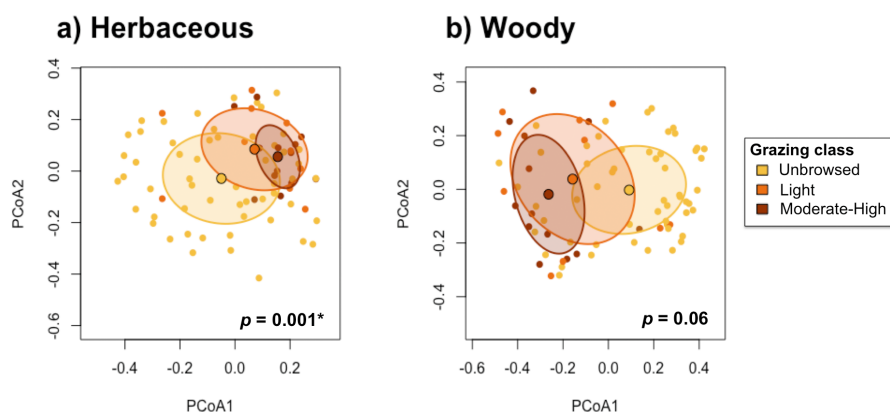 a) Herbaceous
b) Woody
0.4
0.2
0.0
-0.2
-0.4
-0.6
PCoA2
p = 0.001*
-0.4
-0.2
0.0
0.2
PCoA1
0.4
0.2
0.0
-0.2
-0.4
PCoA2
p = 0.06
-0.6
-0.4
-0.2
0.0
0.2
0.4
PCoA1
Grazing class
Unbrowsed
Light
Moderate-High